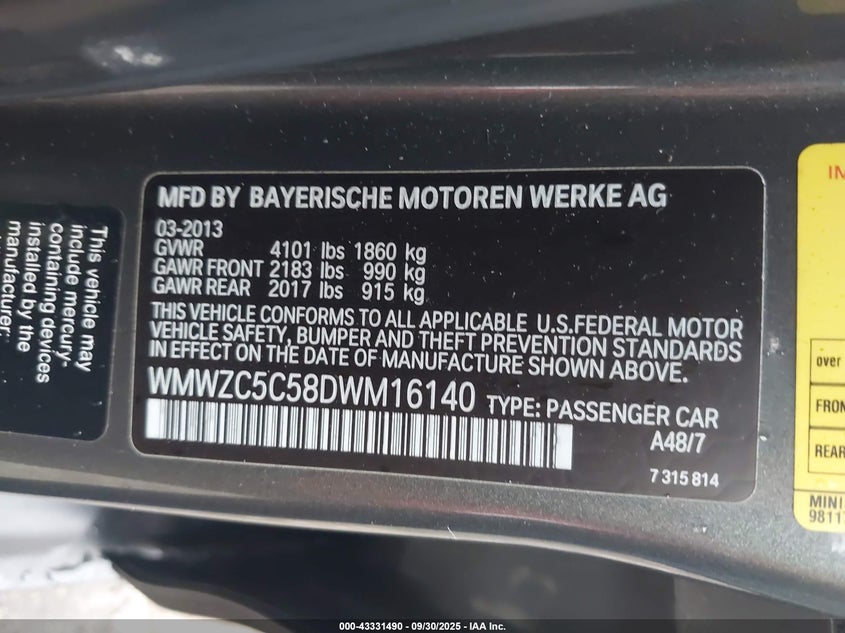 MFD BY BAYERISCHE MOTOREN WERKE AG
03-2013
GVWR 4101 lbs 1860 kg
GAWR FRONT 2183 lbs 990 kg
GAWR REAR 2017 lbs 915 kg
THIS VEHICLE CONFORMS TO ALL APPLICABLE U.S.FEDERAL MOTOR
VEHICLE SAFETY, BUMPER AND THEFT PREVENTION STANDARDS
IN EFFECT ON THE DATE OF MANUFACTURE SHOWN ABOVE.
WMWZC5C58DWM16140 TYPE: PASSENGER CAR
A48/7
7 315 814
This vehicle may
include mercury-
containing devices
installed by the
manufacturer:
IM
over
FRON
REAR
MINI
9811
000-43331490 - 09/30/2025 - IAA Inc.